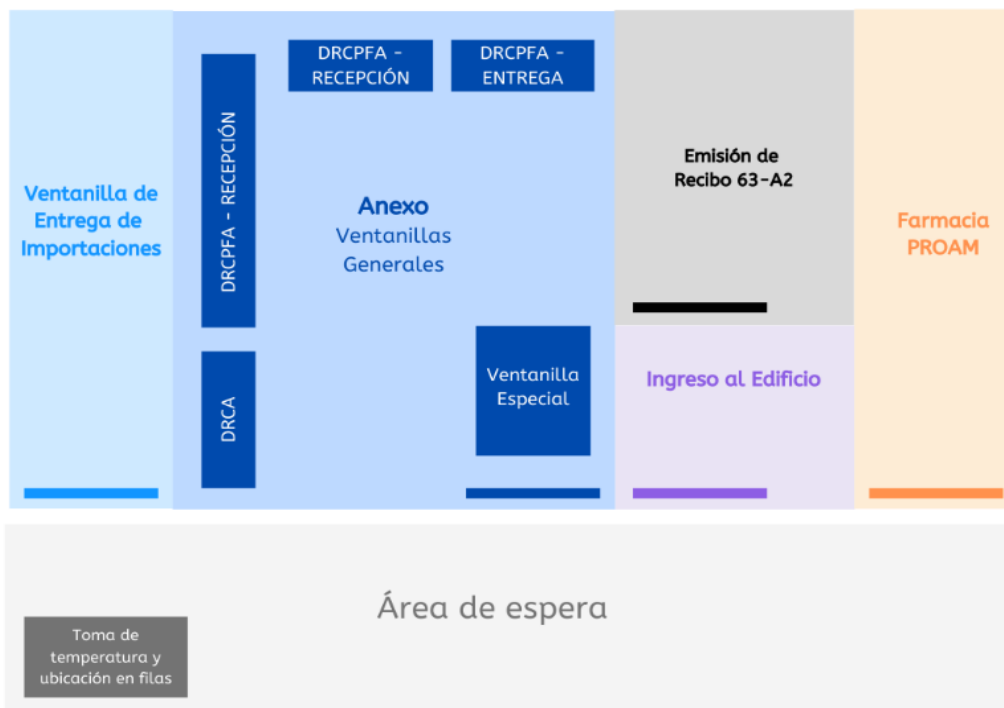 Ventanilla de
Entrega de
Importaciones
DRCPFA - RECEPCIÓN
DRCA
DRCPFA -
RECEPCIÓN
DRCPFA -
ENTREGA
Anexo
Ventanillas
Generales
Ventanilla
Especial
Emisión de
Recibo 63-A2
Ingreso al Edificio
Farmacia
PROAM
Área de espera
Toma de
temperatura y
ubicación en filas